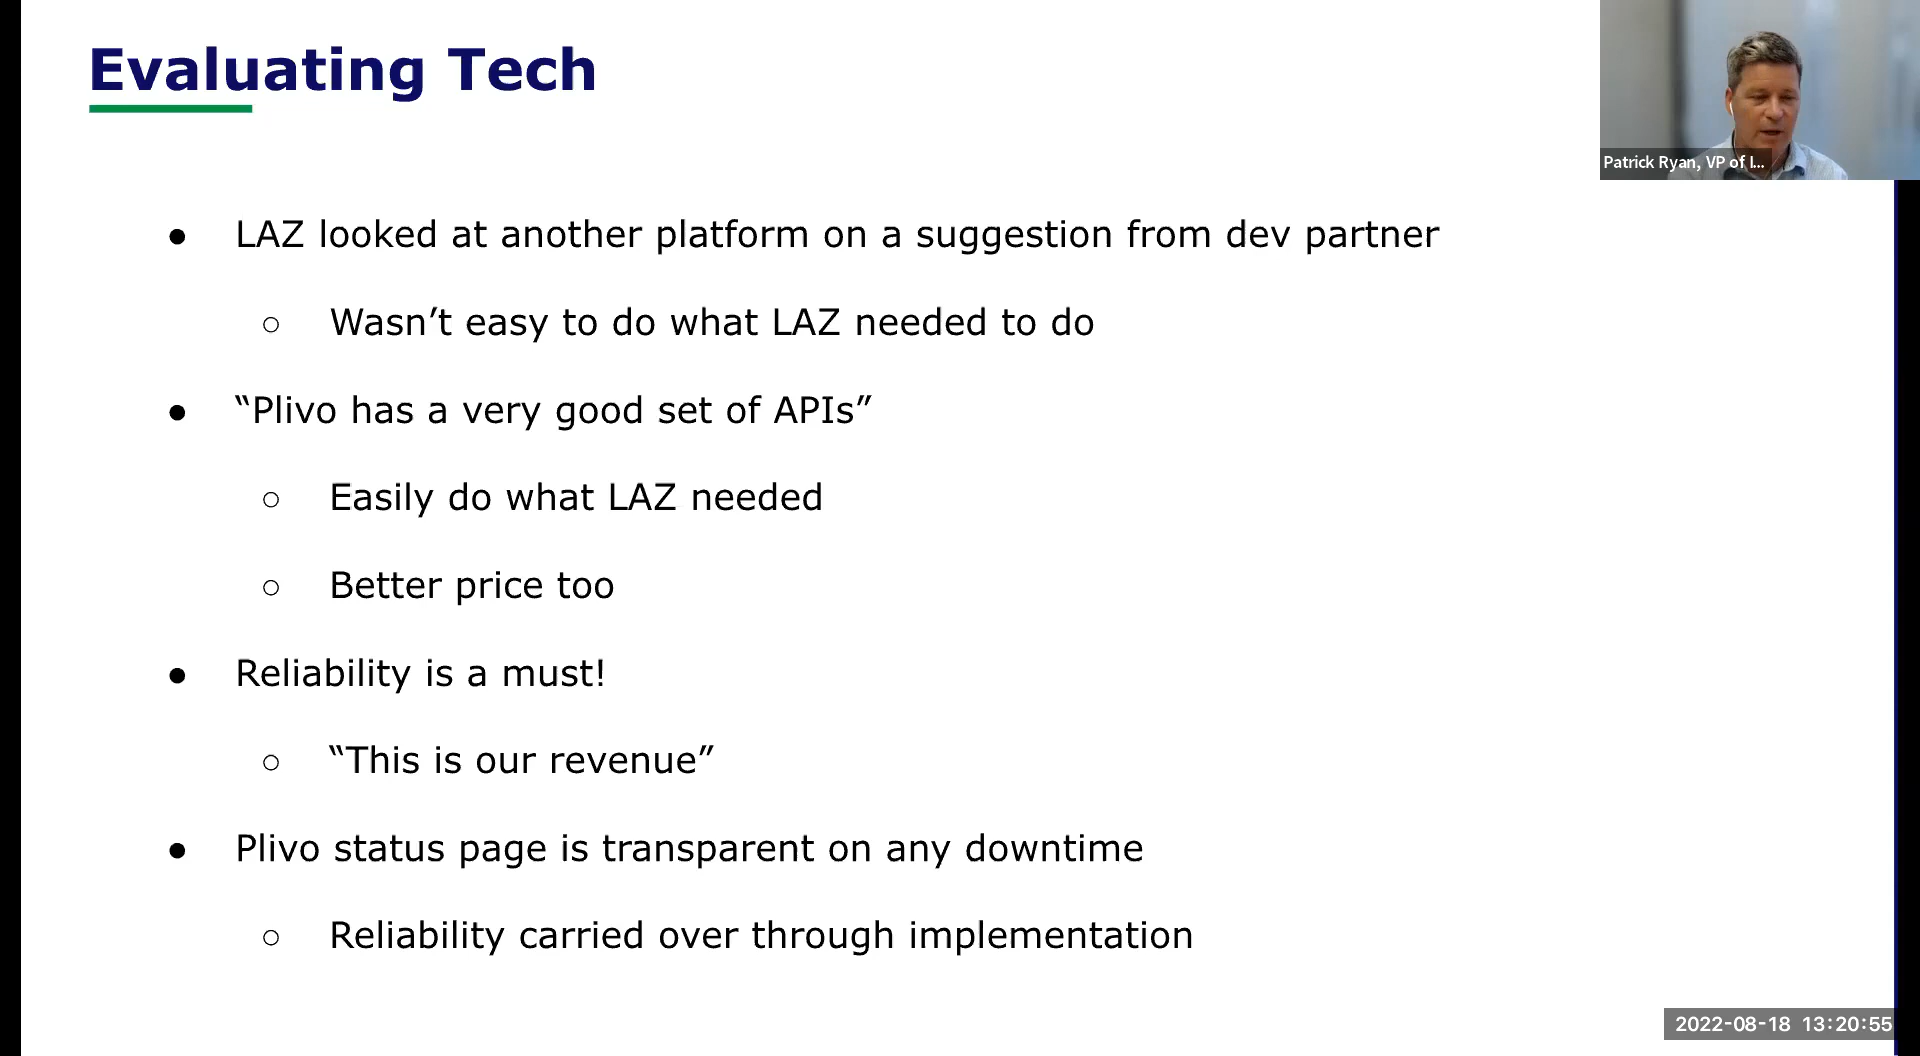 Evaluating Tech
Patrick Ryan, VP of I...
● LAZ looked at another platform on a suggestion from dev partner
○ Wasn’t easy to do what LAZ needed to do
● “Plivo has a very good set of APIs”
○ Easily do what LAZ needed
○ Better price too
● Reliability is a must!
○ “This is our revenue”
● Plivo status page is transparent on any downtime
○ Reliability carried over through implementation
2022-08-18 13:20:55